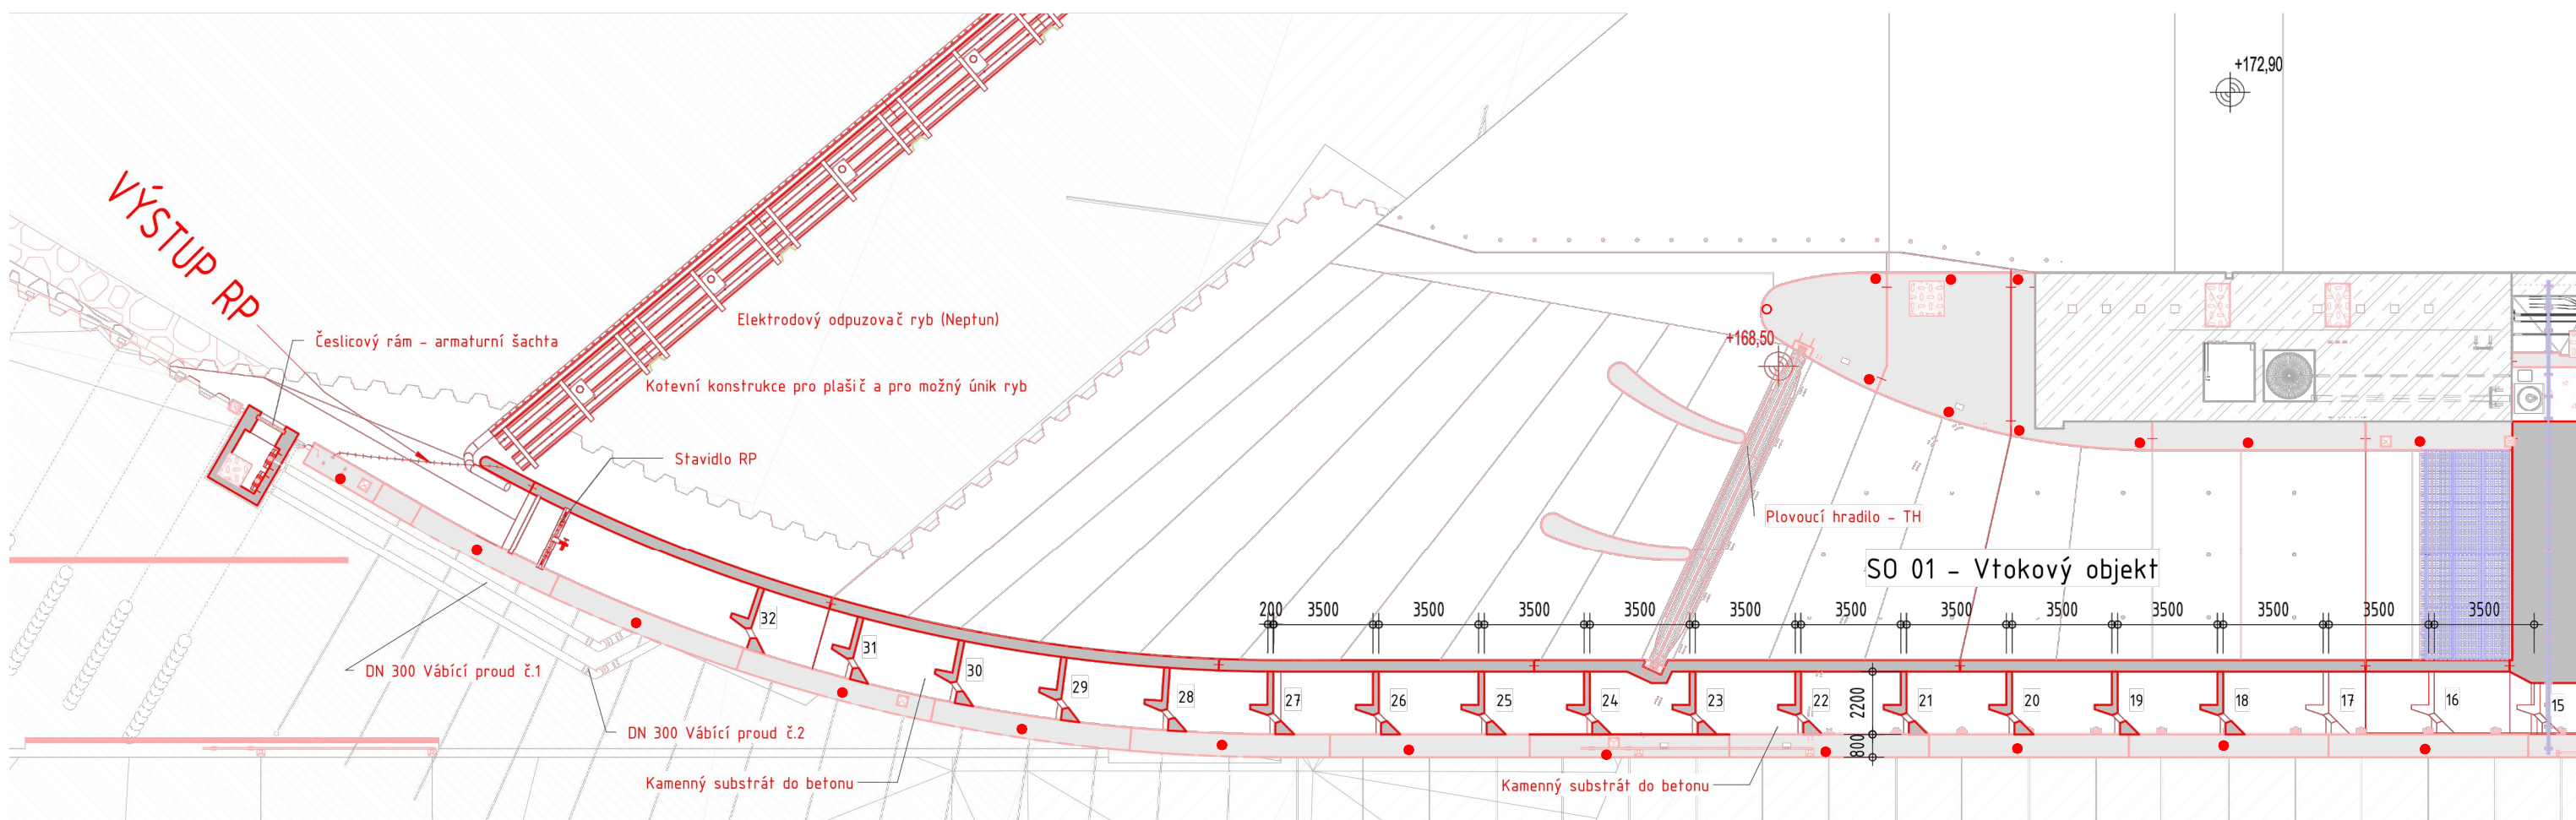 +172,90
VÝSTUP RP
Elektrodový odpuzovač ryb (Neptun)
Česlicový rám - armaturní šachta
+168,50
Kotevní konstrukce pro plašič a pro možný únik ryb
Stavidlo RP
Plovoucí hradilo - TH
SO 01 - Vtokový objekt
200 3500 3500 3500 3500 3500 3500 3500 3500 3500 3500 3500 3500
32
31
30
29
28
27
26
25
24
23
22
21
20
19
18
17
16
15
2200
800
DN 300 Vábící proud č.1
DN 300 Vábící proud č.2
Kamenný substrát do betonu
Kamenný substrát do betonu